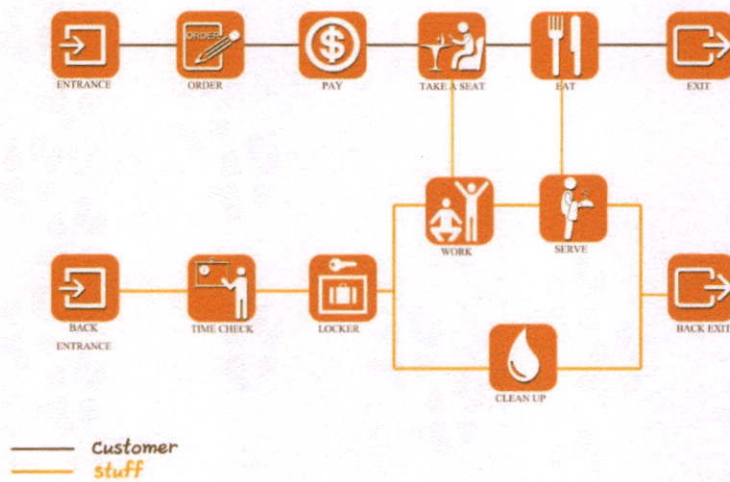 ORDER
ENTRANCE
ORDER
PAY
TAKE A SEAT
EAT
EXIT
WORK
SERVE
BACK
ENTRANCE
TIME CHECK
LOCKER
BACK EXIT
CLEAN UP
Customer
stuff